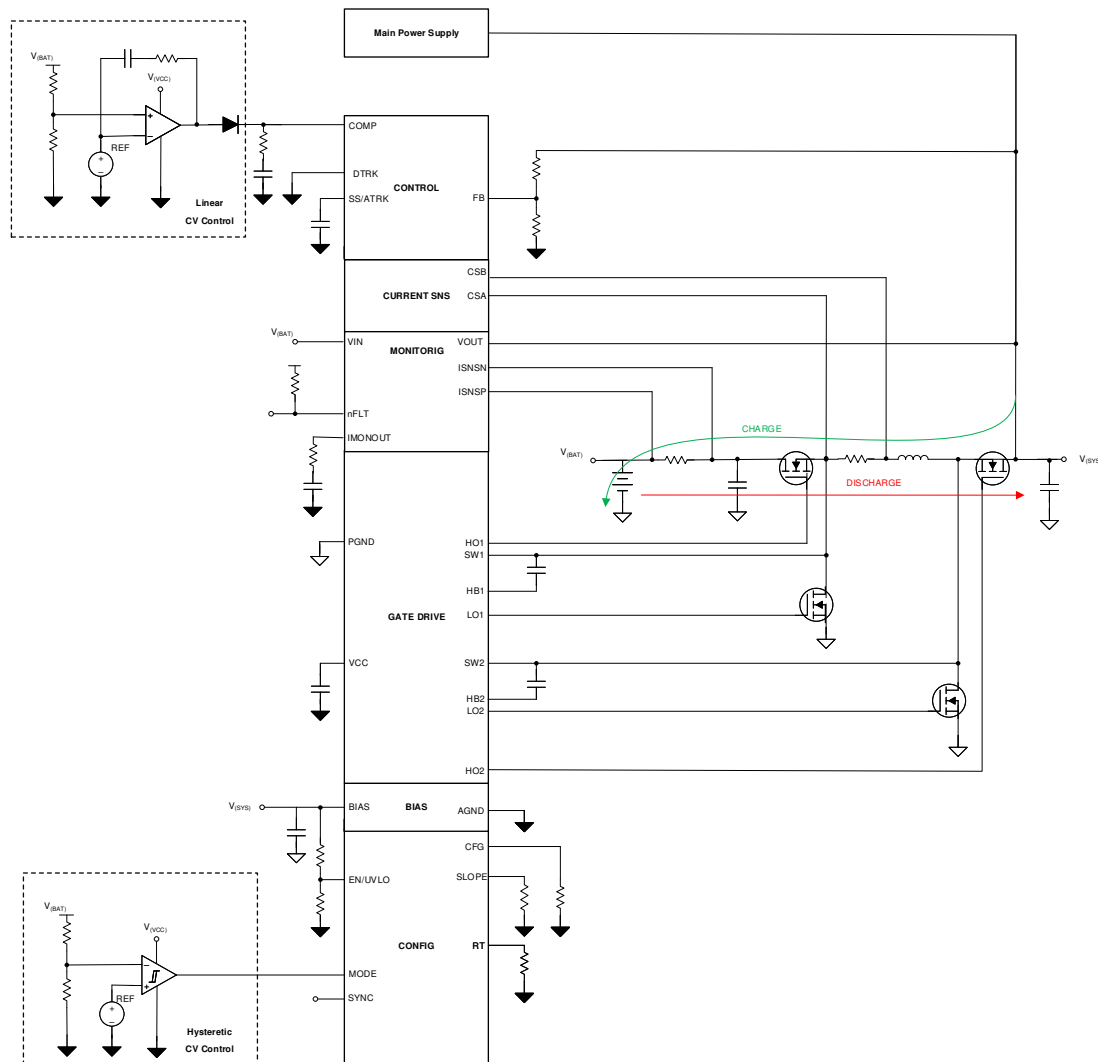 Main Power Supply
V(BAT)
V(VCC)
+
−
REF
+
−
Linear
CV Control
COMP
DTRK
SS/ATRK
CONTROL
FB
CSB
CURRENT SNS
CSA
V(BAT)
VIN
MONITORIG
VOUT
ISNSN
ISNSP
nFLT
IMONOUT
CHARGE
V(BAT)
V(SYS
DISCHARGE
PGND
HO1
SW1
HB1
GATE DRIVE
LO1
VCC
SW2
HB2
LO2
HO2
V(SYS)
BIAS
BIAS
AGND
CFG
EN/UVLO
SLOPE
V(BAT)
V(VCC)
CONFIG
RT
−
+
MODE
REF
+
−
SYNC
Hysteretic
CV Control